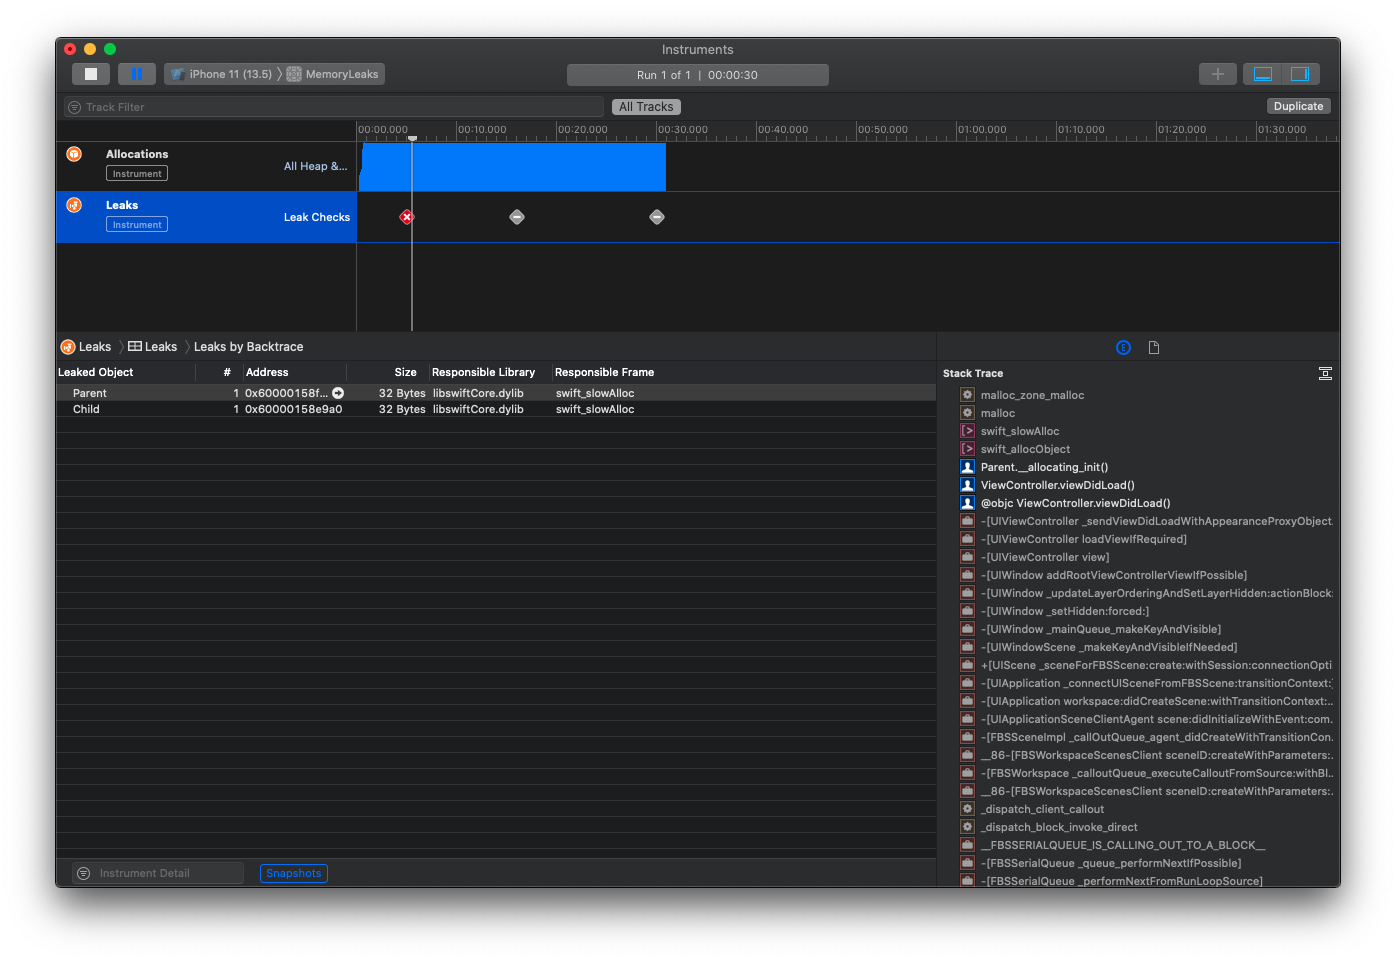 Instruments
iPhone 11 (13.5) MemoryLeaks
Run 1 of 1 | 00:00:30
Track Filter
All Tracks
Duplicate
00:00.000 00:10.000 00:20.000 00:30.000 00:40.000 00:50.000 01:00.000 01:10.000 01:20.000 01:30.000
Allocations
Instrument
All Heap &...
Leaks
Instrument
Leak Checks
Leaks Leaks Leaks by Backtrace
Leaked Object # Address Size Responsible Library Responsible Frame
Parent 1 0x60000158f... 32 Bytes libswiftCore.dylib swift_slowAlloc
Child 1 0x60000158e9a0 32 Bytes libswiftCore.dylib swift_slowAlloc
Instrument Detail
Snapshots
E
Stack Trace
malloc_zone_malloc
malloc
swift_slowAlloc
swift_allocObject
Parent.__allocating_init()
ViewController.viewDidLoad()
@objc ViewController.viewDidLoad()
-[UIViewController _sendViewDidLoadWithAppearanceProxyObject.
-[UIViewController loadViewIfRequired]
-[UIViewController view]
-[UIWindow addRootViewControllerViewIfPossible]
-[UIWindow _updateLayerOrderingAndSetLayerHidden:actionBlock:
-[UIWindow _setHidden:forced:]
-[UIWindow _mainQueue_makeKeyAndVisible]
-[UIWindowScene _makeKeyAndVisibleIfNeeded]
+[UIScene _sceneForFBSScene:create:withSession:connectionOpti
-[UIApplication _connectUISceneFromFBSScene:transitionContext:]
-[UIApplication workspace:didCreateScene:withTransitionContext:..
-[UIApplicationSceneClientAgent scene:didInitializeWithEvent:com.
-[FBSSceneImpl _callOutQueue_agent_didCreateWithTransitionCon.
__86-[FBSWorkspaceScenesClient sceneID:createWithParameters:.
-[FBSWorkspace _calloutQueue_executeCalloutFromSource:withBl..
__86-[FBSWorkspaceScenesClient sceneID:createWithParameters:.
_dispatch_client_callout
_dispatch_block_invoke_direct
__FBSSERIALQUEUE_IS_CALLING_OUT_TO_A_BLOCK__
-[FBSSerialQueue _queue_performNextIfPossible]
-[FBSSerialQueue _performNextFromRunLoopSource]